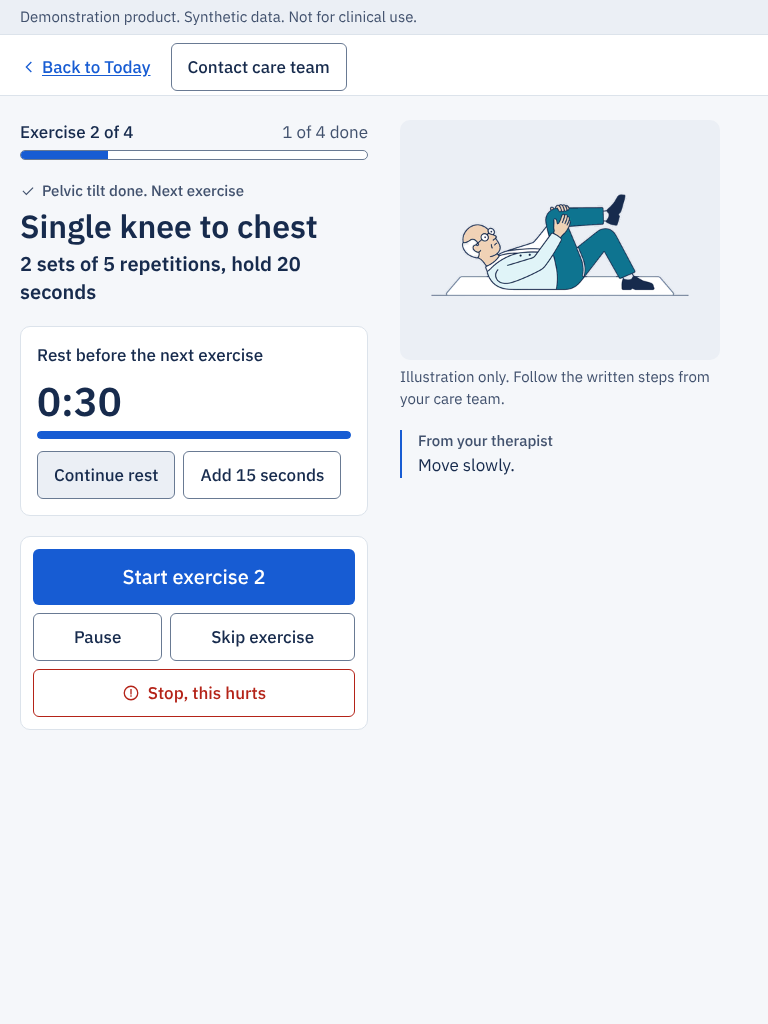 Demonstration product. Synthetic data. Not for clinical use.
Back to Today
Contact care team
Exercise 2 of 4
1 of 4 done
Pelvic tilt done. Next exercise
Single knee to chest
2 sets of 5 repetitions, hold 20
seconds
Rest before the next exercise
0:30
Continue rest
Add 15 seconds
Start exercise 2
Pause
Skip exercise
Stop, this hurts
Illustration only. Follow the written steps from
your care team.
From your therapist
Move slowly.